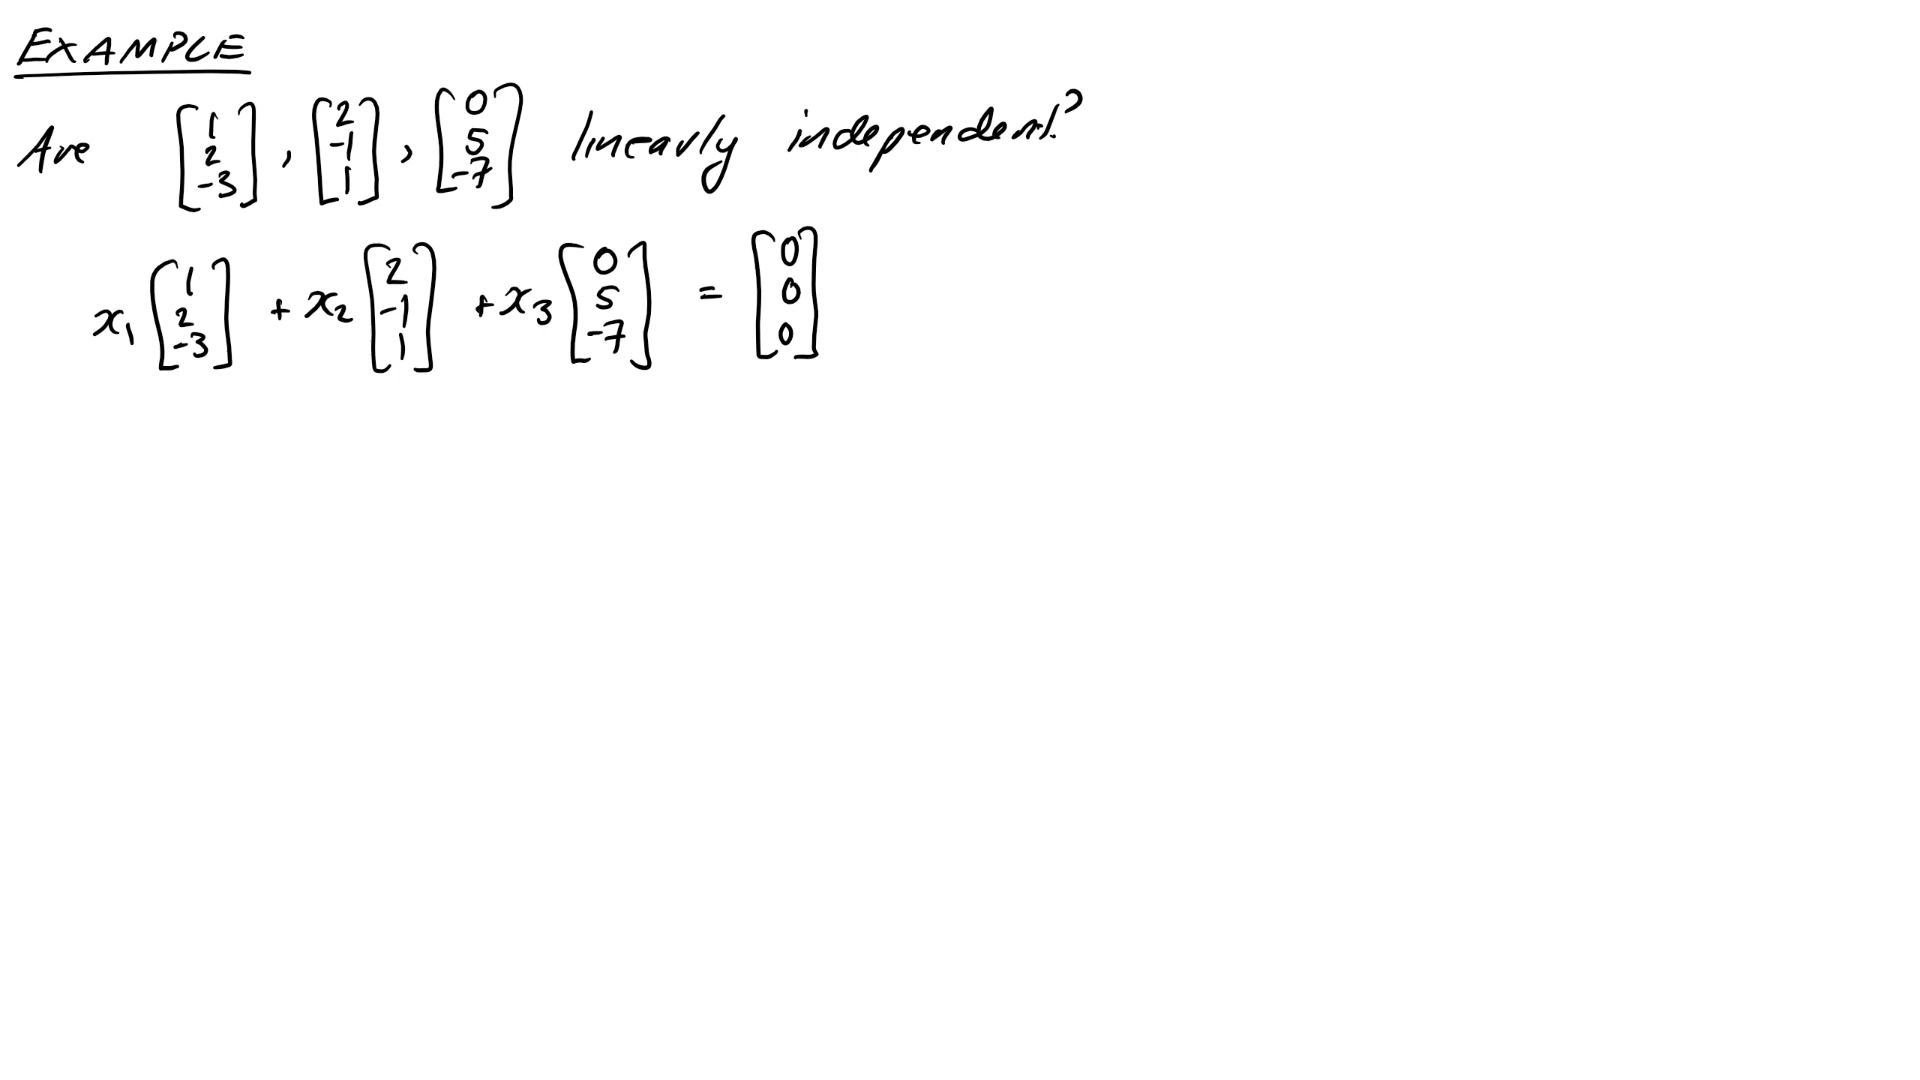 EXAMPLE
Are [1 2 -3], [2 -1 1], [0 5 -7] linearly independent?
x₁ [1 2 -3] + x₂ [2 -1 1] + x₃ [0 5 -7] = [0 0 0]